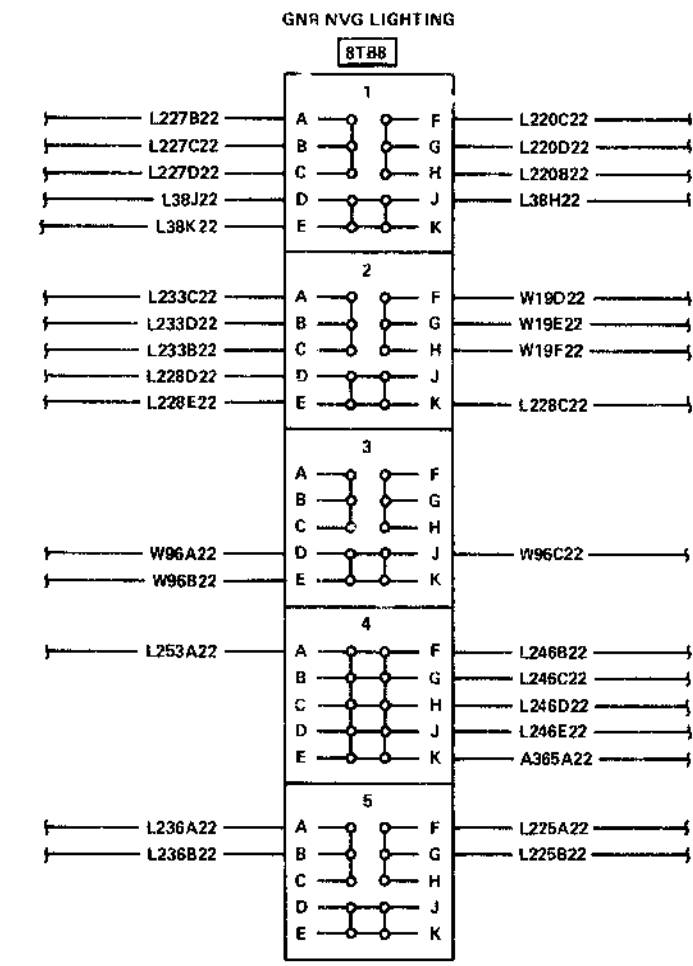 GNR NVG LIGHTING
8TB8
1
L227B22 A F L220C22
L227C22 B G L220D22
L227D22 C H L220B22
L38J22 D J L38H22
L38K22 E K
2
L233C22 A F W19D22
L233D22 B G W19E22
L233B22 C H W19F22
L228D22 D J
L228E22 E K L228C22
3
A F
B G
C H
W96A22 D J W96C22
W96B22 E K
4
L253A22 A F L246B22
B G L246C22
C H L246D22
D J L246E22
E K A365A22
5
L236A22 A F L225A22
L236B22 B G L225B22
C H
D J
E K